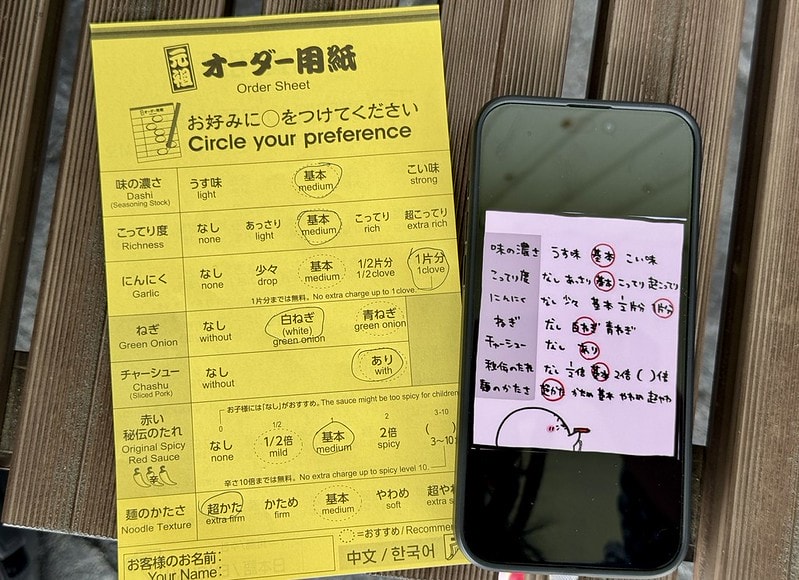 元祖 オーダー用紙
Order Sheet
お好みに○をつけてください
Circle your preference
味の濃さ うす味 基本 こい味
Dashi light medium strong
(Seasoning Stock)
こってり度 なし あっさり 基本 こってり 超こってり
Richness none light medium rich extra rich
にんにく なし 少々 基本 1/2片分 1片分
Garlic none drop medium 1/2clove 1clove
1片分までは無料。No extra charge up to 1clove.
ねぎ なし 白ねぎ 青ねぎ
Green Onion without (white) green onion green onion
チャーシュー なし あり
Chashu without with
(Sliced Pork)
お子様には「なし」がおすすめ。The sauce might be too spicy for children
赤い 0 1/2 2 3-10
秘伝のたれ なし 1/2倍 基本 2倍 ( )
Original Spicy none mild medium spicy 3~10
Red Sauce
辛
辛さ10倍までは無料。No extra charge up to spicy level 10.
麺のかたさ 超かた かため 基本 やわめ 超や
Noodle Texture extra firm firm medium soft extra s
=おすすめ/Recommen
お客様のお名前:
Your Name:
中文/한국어
味の濃さ うす味 基本 こい味
こってり度 なし あっさり 基本 こってり 超こってり
にんにく なし 少々 基本 1/2片分 1片分
ねぎ なし 白ねぎ 青ねぎ
チャーシュー なし あり
秘伝のたれ なし 1/2倍 基本 2倍 ( )倍
麺のかたさ 超かた かため 基本 やわめ 超やわ